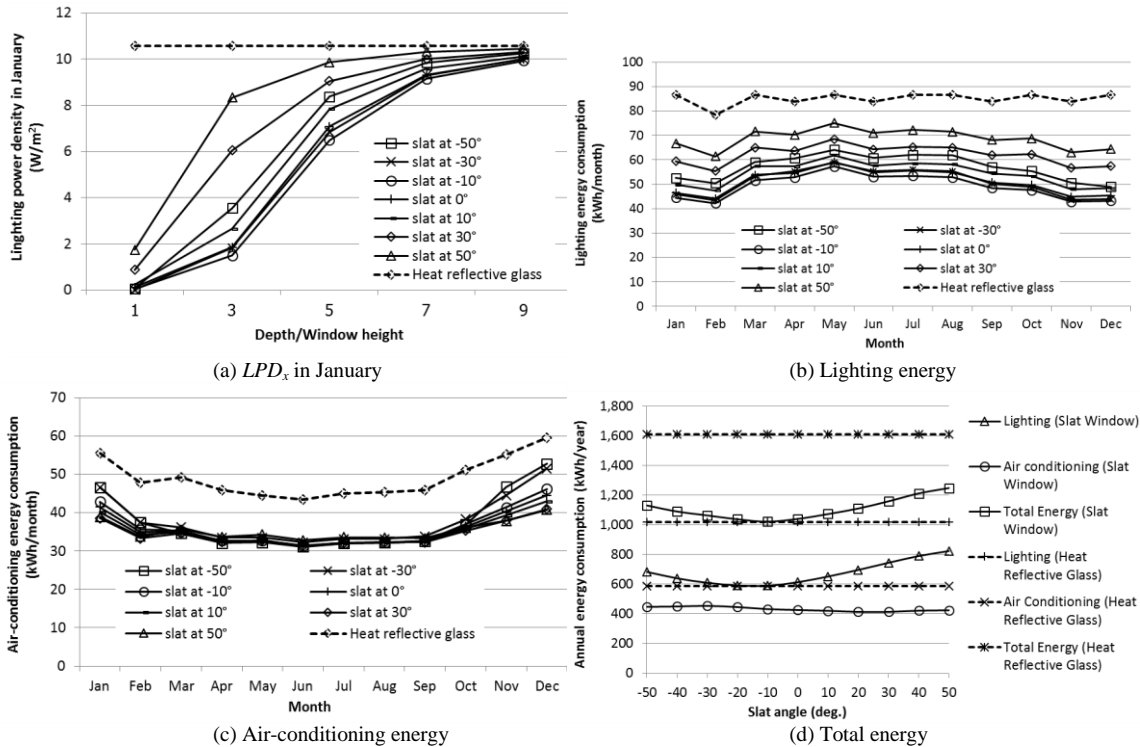 Linghting power density in January
(W/m²)
12
10
8
6
4
2
0
slat at -50°
slat at -30°
slat at -10°
slat at 0°
slat at 10°
slat at 30°
slat at 50°
Heat reflective glass
1 3 5 7 9
Depth/Window height
(a) LPDx in January
Lighting energy consumption
(kWh/month)
100
90
80
70
60
50
40
30
20
10
0
slat at -50° slat at -30°
slat at -10° slat at 0°
slat at 10° slat at 30°
slat at 50° Heat reflective glass
Jan Feb Mar Apr May Jun Jul Aug Sep Oct Nov Dec
Month
(b) Lighting energy
Air-conditioning energy consumption
(kWh/month)
70
60
50
40
30
20
10
0
slat at -50° slat at -30°
slat at -10° slat at 0°
slat at 10° slat at 30°
slat at 50° Heat reflective glass
Jan Feb Mar Apr May Jun Jul Aug Sep Oct Nov Dec
Month
(c) Air-conditioning energy
Annual energy consumption (kWh/year)
1,800
1,600
1,400
1,200
1,000
800
600
400
200
0
-50 -40 -30 -20 -10 0 10 20 30 40 50
Slat angle (deg.)
Lighting (Slat Window)
Air conditioning (Slat
Window)
Total Energy (Slat
Window)
Lighting (Heat
Reflective Glass)
Air Conditioning (Heat
Reflective Glass)
Total Energy (Heat
Reflective Glass)
(d) Total energy